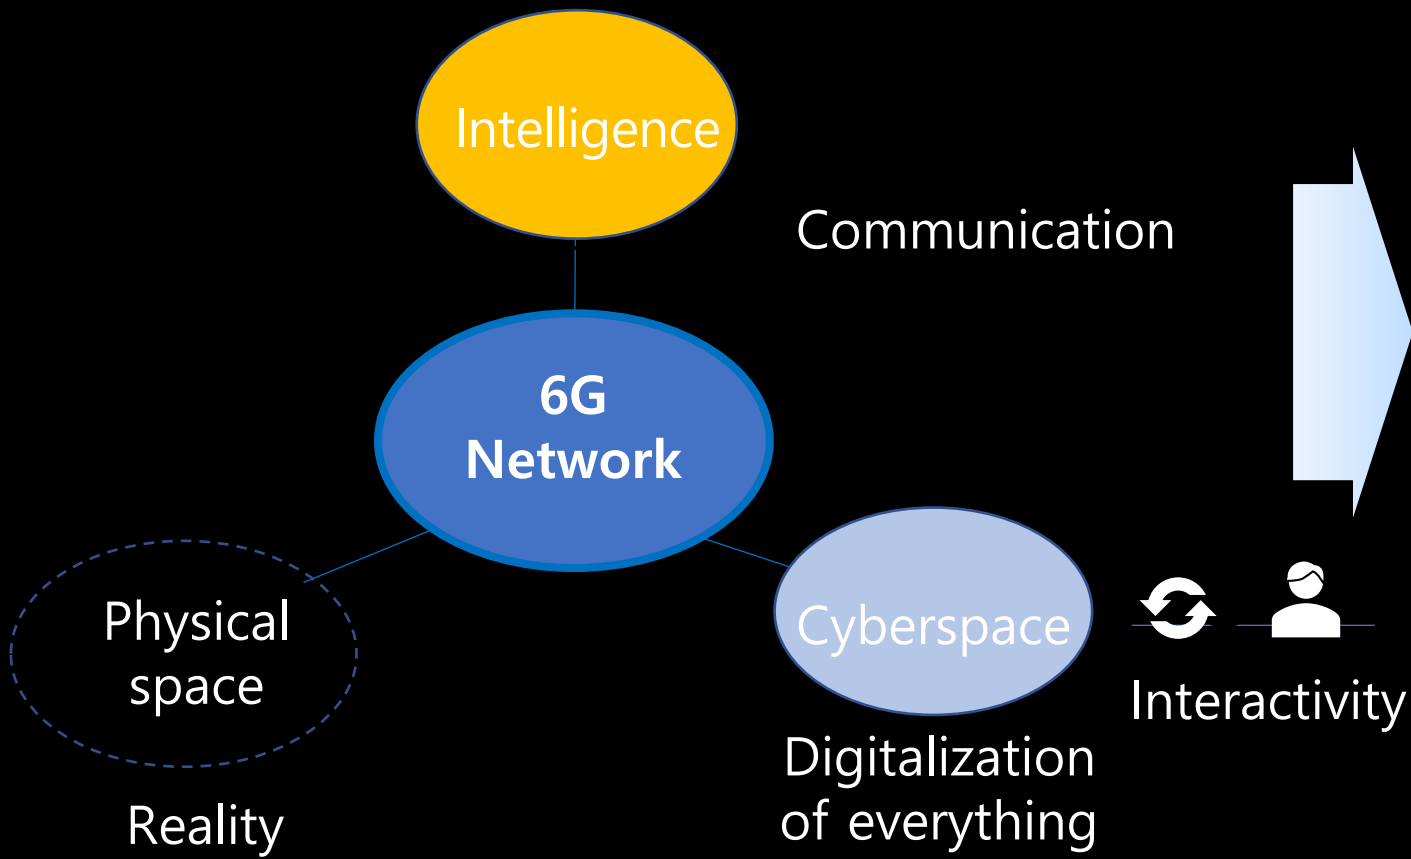 Intelligence
Communication
6G
Network
Physical
space
Cyberspace
Interactivity
Digitalization
of everything
Reality